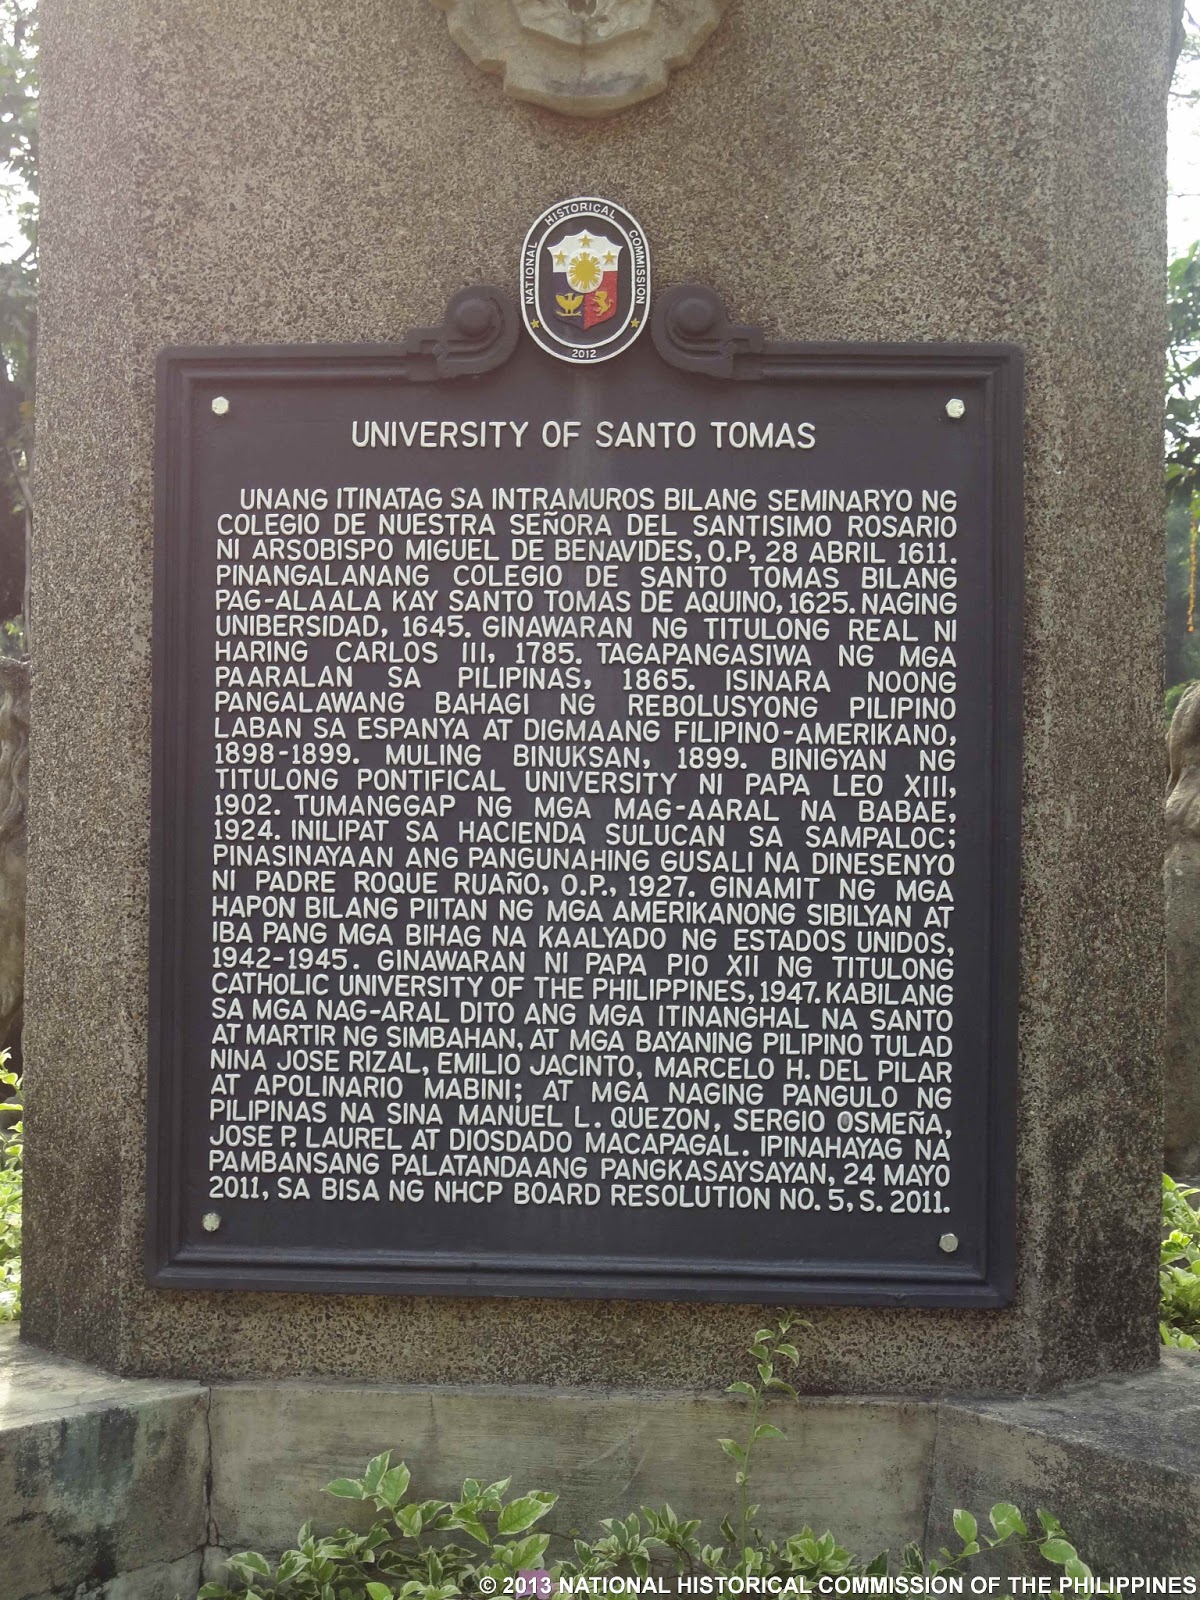 NATIONAL HISTORICAL COMMISSION
2012
UNIVERSITY OF SANTO TOMAS
UNANG ITINATAG SA INTRAMUROS BILANG SEMINARYO NG
COLEGIO DE NUESTRA SEÑORA DEL SANTISIMO ROSARIO
NI ARSOBISPO MIGUEL DE BENAVIDES, O.P, 28 ABRIL 1611.
PINANGALANANG COLEGIO DE SANTO TOMAS BILANG
PAG-ALAALA KAY SANTO TOMAS DE AQUINO, 1625. NAGING
UNIBERSIDAD, 1645. GINAWARAN NG TITULONG REAL NI
HARING CARLOS III, 1785. TAGAPANGASIWA NG MGA
PAARALAN SA PILIPINAS, 1865. ISINARA NOONG
PANGALAWANG BAHAGI NG REBOLUSYONG PILIPINO
LABAN SA ESPANYA AT DIGMAANG FILIPINO-AMERIKANO,
1898-1899. MULING BINUKSAN, 1899. BINIGYAN NG
TITULONG PONTIFICAL UNIVERSITY NI PAPA LEO XIII,
1902. TUMANGGAP NG MGA MAG-AARAL NA BABAE,
1924. INILIPAT SA HACIENDA SULUCAN SA SAMPALOC;
PINASINAYAAN ANG PANGUNAHING GUSALI NA DINESENYO
NI PADRE ROQUE RUAÑO, O.P., 1927. GINAMIT NG MGA
HAPON BILANG PIITAN NG MGA AMERIKANONG SIBILYAN AT
IBA PANG MGA BIHAG NA KAALYADO NG ESTADOS UNIDOS,
1942-1945. GINAWARAN NI PAPA PIO XII NG TITULONG
CATHOLIC UNIVERSITY OF THE PHILIPPINES, 1947. KABILANG
SA MGA NAG-ARAL DITO ANG MGA ITINANGHAL NA SANTO
AT MARTIR NG SIMBAHAN, AT MGA BAYANING PILIPINO TULAD
NINA JOSE RIZAL, EMILIO JACINTO, MARCELO H. DEL PILAR
AT APOLINARIO MABINI; AT MGA NAGING PANGULO NG
PILIPINAS NA SINA MANUEL L. QUEZON, SERGIO OSMEÑA,
JOSE P. LAUREL AT DIOSDADO MACAPAGAL. IPINAHAYAG NA
PAMBANSANG PALATANDAANG PANGKASAYSAYAN, 24 MAYO
2011, SA BISA NG NHCP BOARD RESOLUTION NO. 5, S. 2011.
© 2013 NATIONAL HISTORICAL COMMISSION OF THE PHILIPPINES